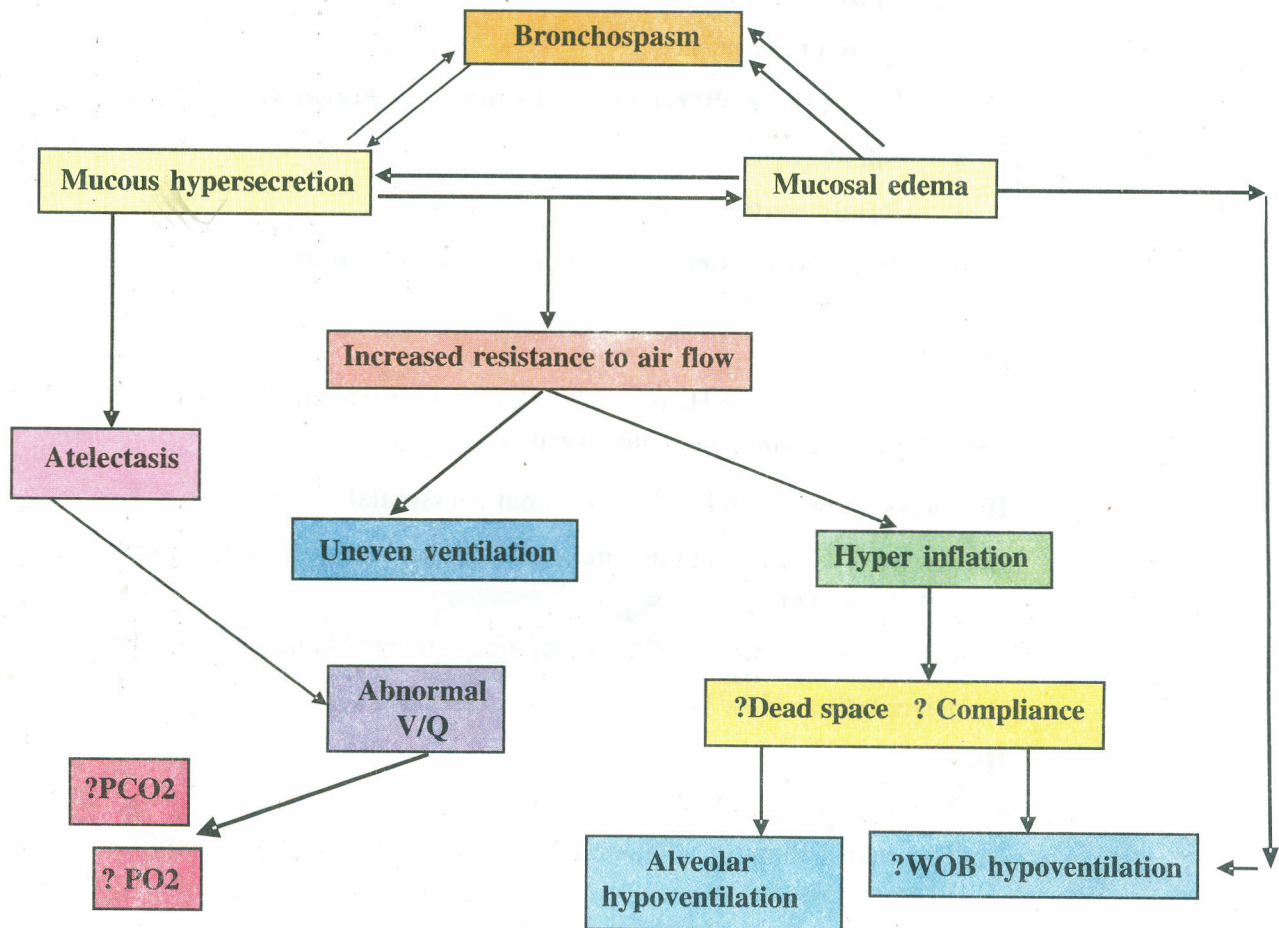 Bronchospasm
Mucous hypersecretion
Mucosal edema
Increased resistance to air flow
Atelectasis
Uneven ventilation
Hyper inflation
Abnormal
V/Q
?Dead space ? Compliance
?PCO2
? PO2
Alveolar
hypoventilation
?WOB hypoventilation